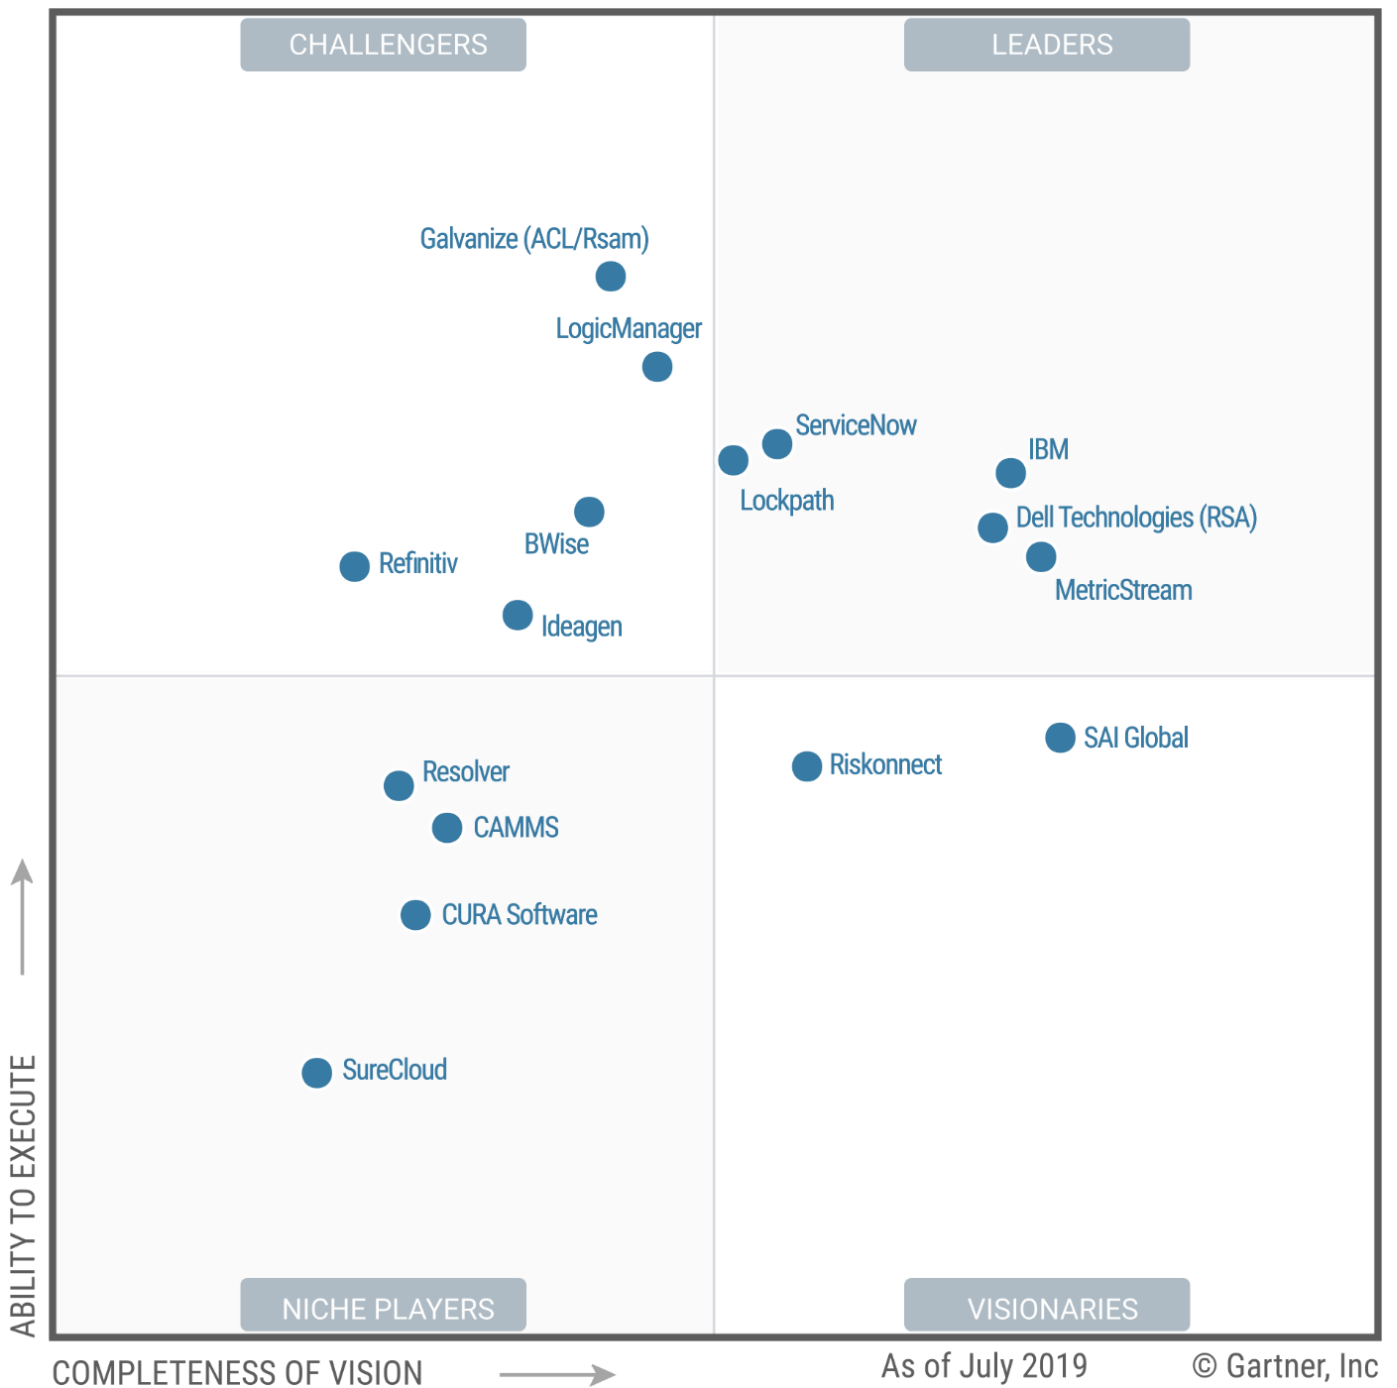 CHALLENGERS
LEADERS
Galvanize (ACL/Rsam)
LogicManager
ServiceNow
IBM
Lockpath
Dell Technologies (RSA)
BWise
Refinitiv
MetricStream
Ideagen
SAI Global
Riskonnect
Resolver
CAMMS
CURA Software
SureCloud
ABILITY TO EXECUTE
NICHE PLAYERS
VISIONARIES
COMPLETENESS OF VISION
As of July 2019
© Gartner, Inc